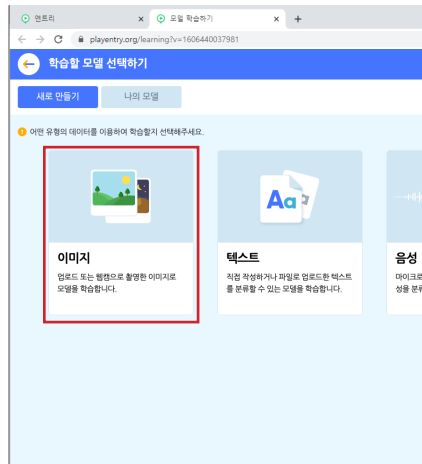 엔트리
모델 학습하기
playentry.org/learning?v=1606440037981
학습할 모델 선택하기
새로 만들기
나의 모델
어떤 유형의 데이터를 이용하여 학습할지 선택해주세요.
Aa
이미지
업로드 또는 웹캠으로 촬영한 이미지로
모델을 학습합니다.
텍스트
직접 작성하거나 파일로 업로드한 텍스트
를 분류할 수 있는 모델을 학습합니다.
음성
마이크로
성을 분류